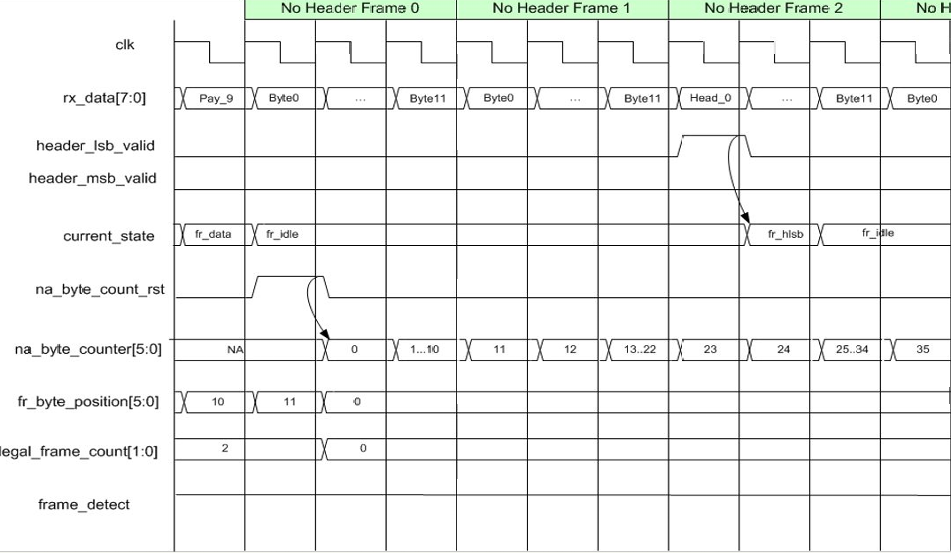 No Header Frame 0 No Header Frame 1 No Header Frame 2 No H
clk
rx_data[7:0] Pay_9 Byte0 ... Byte11 Byte0 ... Byte11 Head_0 ... Byte11 Byte0
header_lsb_valid
header_msb_valid
current_state fr_data fr_idle fr_hlsb fr_idle
na_byte_count_rst
na_byte_counter[5:0] NA 0 1...10 11 12 13..22 23 24 25..34 35
fr_byte_position[5:0] 10 11 0
legal_frame_count[1:0] 2 0
frame_detect